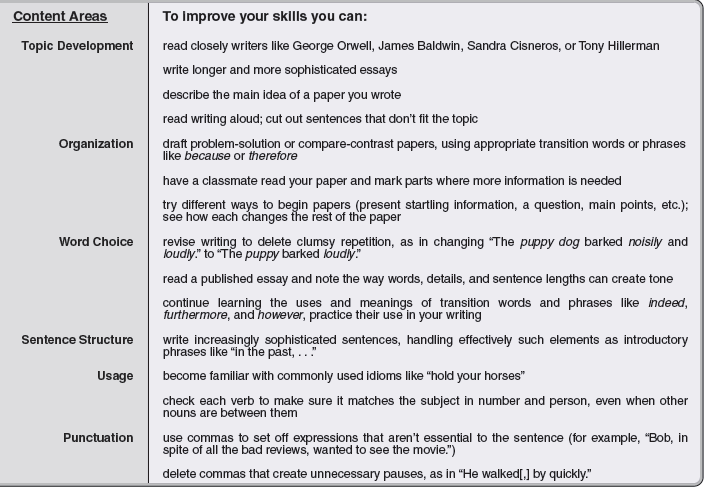 Content Areas To improve your skills you can:
Topic Development read closely writers like George Orwell, James Baldwin, Sandra Cisneros, or Tony Hillerman
write longer and more sophisticated essays
describe the main idea of a paper you wrote
read writing aloud; cut out sentences that don't fit the topic
Organization draft problem-solution or compare-contrast papers, using appropriate transition words or phrases
like because or therefore
have a classmate read your paper and mark parts where more information is needed
try different ways to begin papers (present startling information, a question, main points, etc.);
see how each changes the rest of the paper
Word Choice revise writing to delete clumsy repetition, as in changing “The puppy dog barked noisily and
loudly.” to “The puppy barked loudly.”
read a published essay and note the way words, details, and sentence lengths can create tone
continue learning the uses and meanings of transition words and phrases like indeed,
furthermore, and however, practice their use in your writing
Sentence Structure write increasingly sophisticated sentences, handling effectively such elements as introductory
phrases like “in the past, . . .”
Usage become familiar with commonly used idioms like “hold your horses”
check each verb to make sure it matches the subject in number and person, even when other
nouns are between them
Punctuation use commas to set off expressions that aren't essential to the sentence (for example, “Bob, in
spite of all the bad reviews, wanted to see the movie.”)
delete commas that create unnecessary pauses, as in “He walked[,] by quickly.”